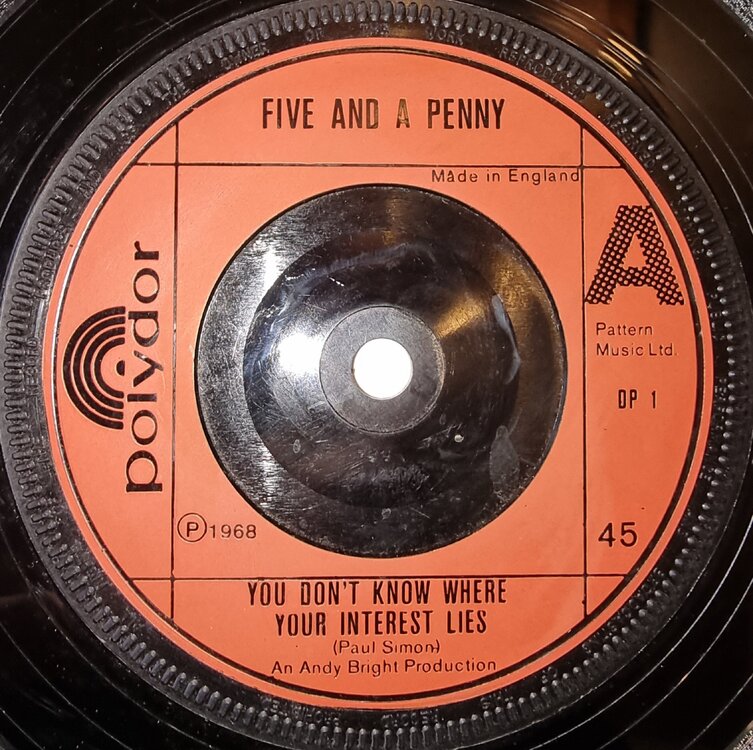 FIVE AND A PENNY
Made in England
polydor
A
Pattern
Music Ltd.
DP 1
℗1968
45
YOU DON'T KNOW WHERE
YOUR INTEREST LIES
(Paul Simon)
An Andy Bright Production